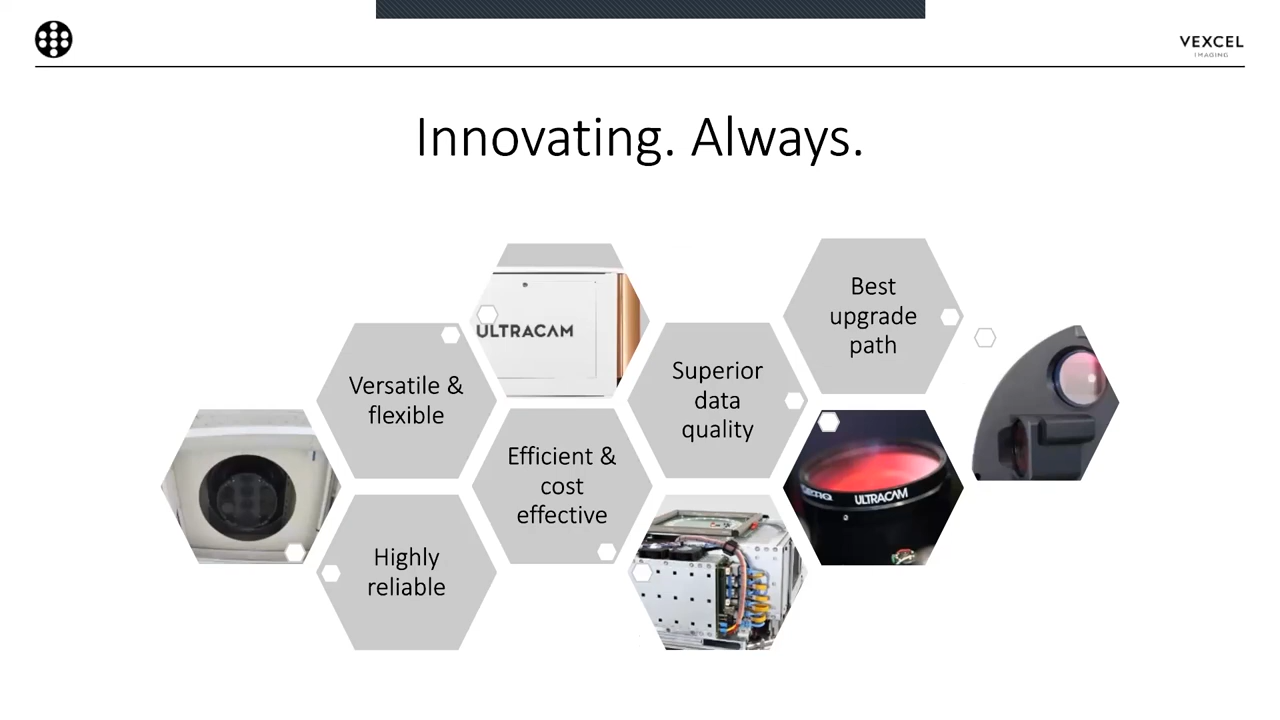 VEXCEL
IMAGING
Innovating. Always.
Best
upgrade
path
ULTRACAM
Versatile &
flexible
Superior
data
quality
Efficient &
cost
effective
ULTRACAM
Highly
reliable